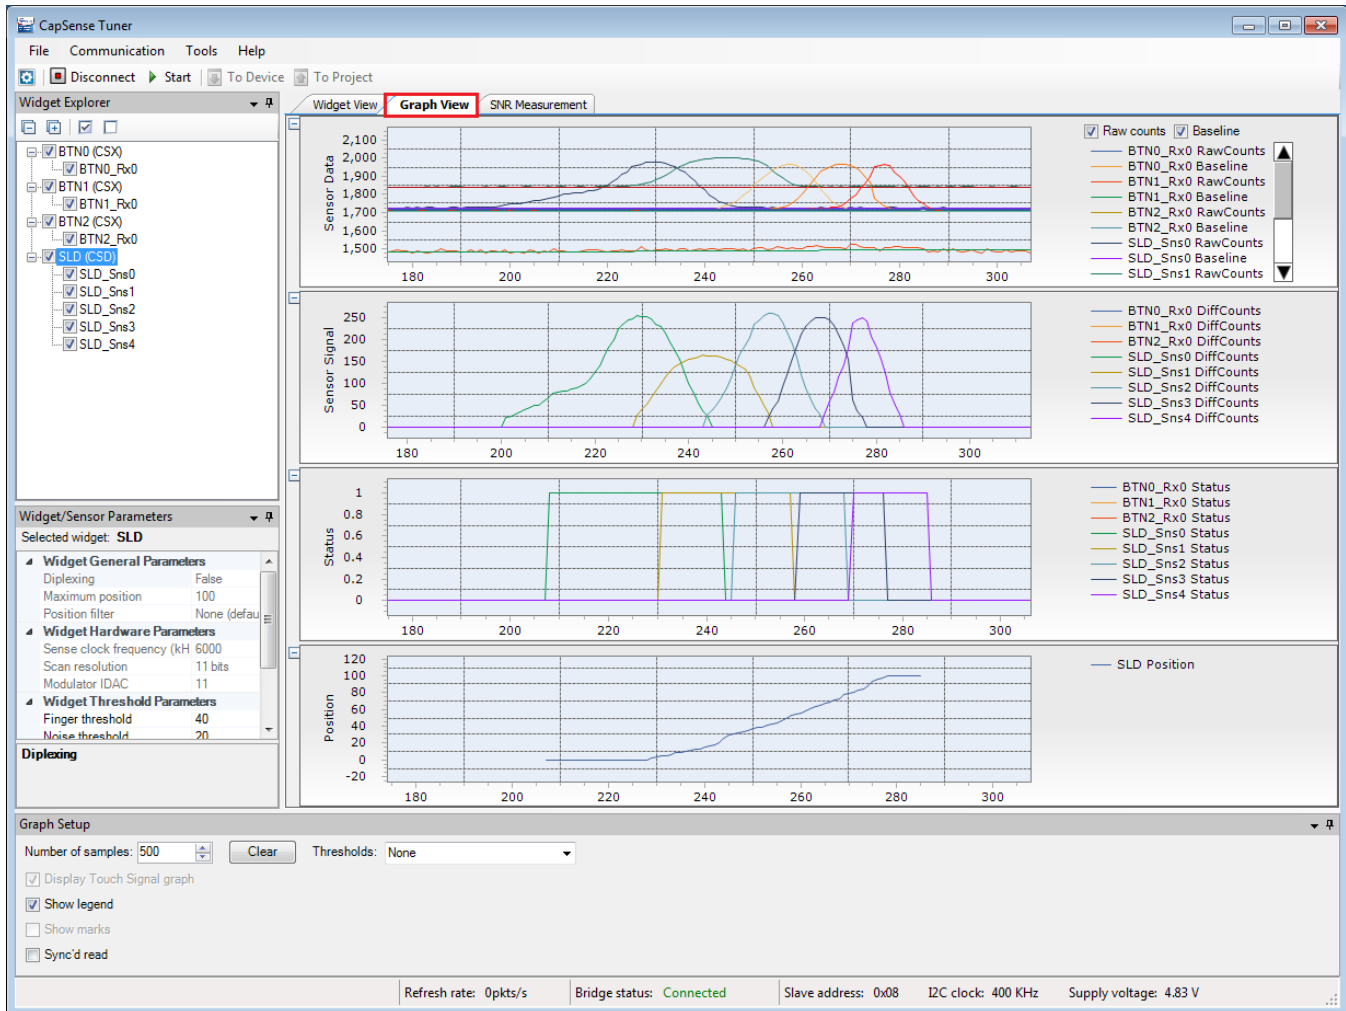 CapSense Tuner
File Communication Tools Help
Disconnect Start To Device To Project
Widget Explorer
BTN0 (CSX)
BTN0_Rx0
BTN1 (CSX)
BTN1_Rx0
BTN2 (CSX)
BTN2_Rx0
SLD (CSD)
SLD_Sns0
SLD_Sns1
SLD_Sns2
SLD_Sns3
SLD_Sns4
Widget/Sensor Parameters
Selected widget: SLD
Widget General Parameters
Diplexing False
Maximum position 100
Position filter None (defau
Widget Hardware Parameters
Sense clock frequency (kH 6000
Scan resolution 11 bits
Modulator IDAC 11
Widget Threshold Parameters
Finger threshold 40
Noise threshold 20
Diplexing
Widget View Graph View SNR Measurement
Sensor Data
2,100
2,000
1,900
1,800
1,700
1,600
1,500
180 200 220 240 260 280 300
Raw counts Baseline
BTN0_Rx0 RawCounts
BTN0_Rx0 Baseline
BTN1_Rx0 RawCounts
BTN1_Rx0 Baseline
BTN2_Rx0 RawCounts
BTN2_Rx0 Baseline
SLD_Sns0 RawCounts
SLD_Sns0 Baseline
SLD_Sns1 RawCounts
Sensor Signal
250
200
150
100
50
0
180 200 220 240 260 280 300
BTN0_Rx0 DiffCounts
BTN1_Rx0 DiffCounts
BTN2_Rx0 DiffCounts
SLD_Sns0 DiffCounts
SLD_Sns1 DiffCounts
SLD_Sns2 DiffCounts
SLD_Sns3 DiffCounts
SLD_Sns4 DiffCounts
Status
1
0.8
0.6
0.4
0.2
0
180 200 220 240 260 280 300
BTN0_Rx0 Status
BTN1_Rx0 Status
BTN2_Rx0 Status
SLD_Sns0 Status
SLD_Sns1 Status
SLD_Sns2 Status
SLD_Sns3 Status
SLD_Sns4 Status
Position
120
100
80
60
40
20
0
-20
180 200 220 240 260 280 300
SLD Position
Graph Setup
Number of samples: 500 Clear Thresholds: None
Display Touch Signal graph
Show legend
Show marks
Sync'd read
Refresh rate: 0pkts/s Bridge status: Connected Slave address: 0x08 I2C clock: 400 KHz Supply voltage: 4.83 V